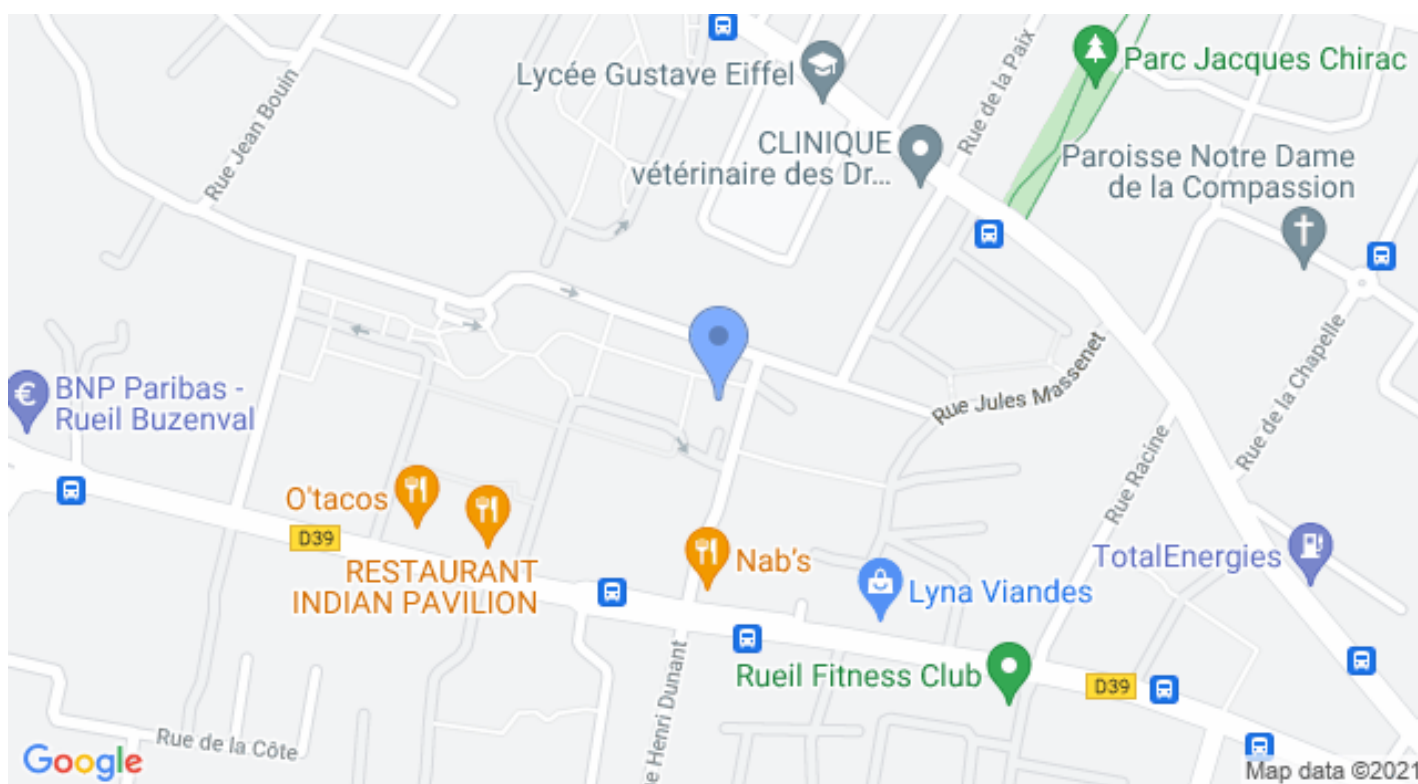 Lycée Gustave Eiffel
Rue de la Paix
Parc Jacques Chirac
Rue Jean Bouin
CLINIQUE
vétérinaire des Dr...
Paroisse Notre Dame
de la Compassion
BNP Paribas -
Rueil Buzenval
Rue Jules Massenet
Rue de la Chapelle
Rue Racine
O'tacos
D39
RESTAURANT
INDIAN PAVILION
Nab's
Lyna Viandes
TotalEnergies
Henri Dunant
Rueil Fitness Club
D39
Rue de la Côte
Google
Map data ©2021